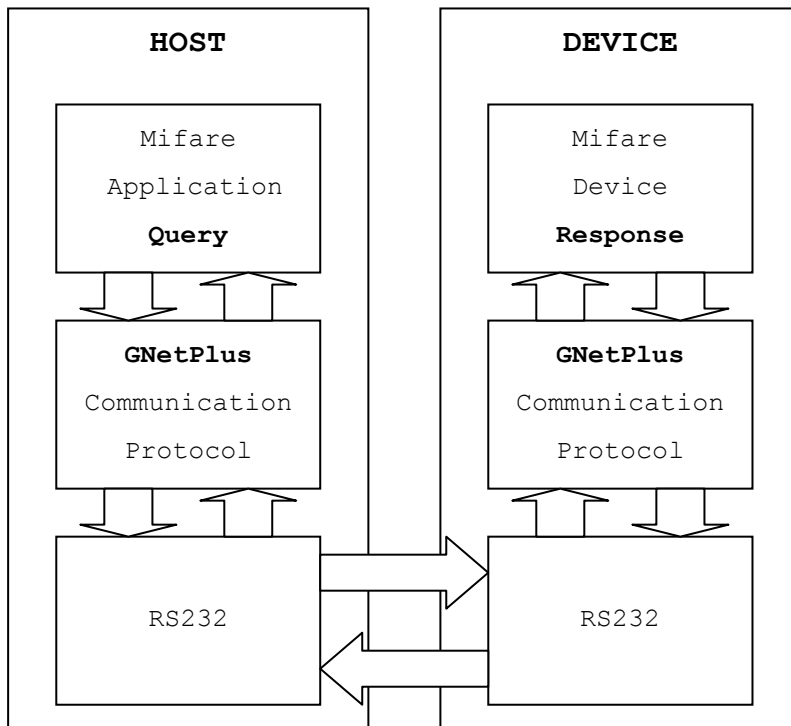 HOST
Mifare
Application
Query
GNetPlus
Communication
Protocol
RS232
DEVICE
Mifare
Device
Response
GNetPlus
Communication
Protocol
RS232